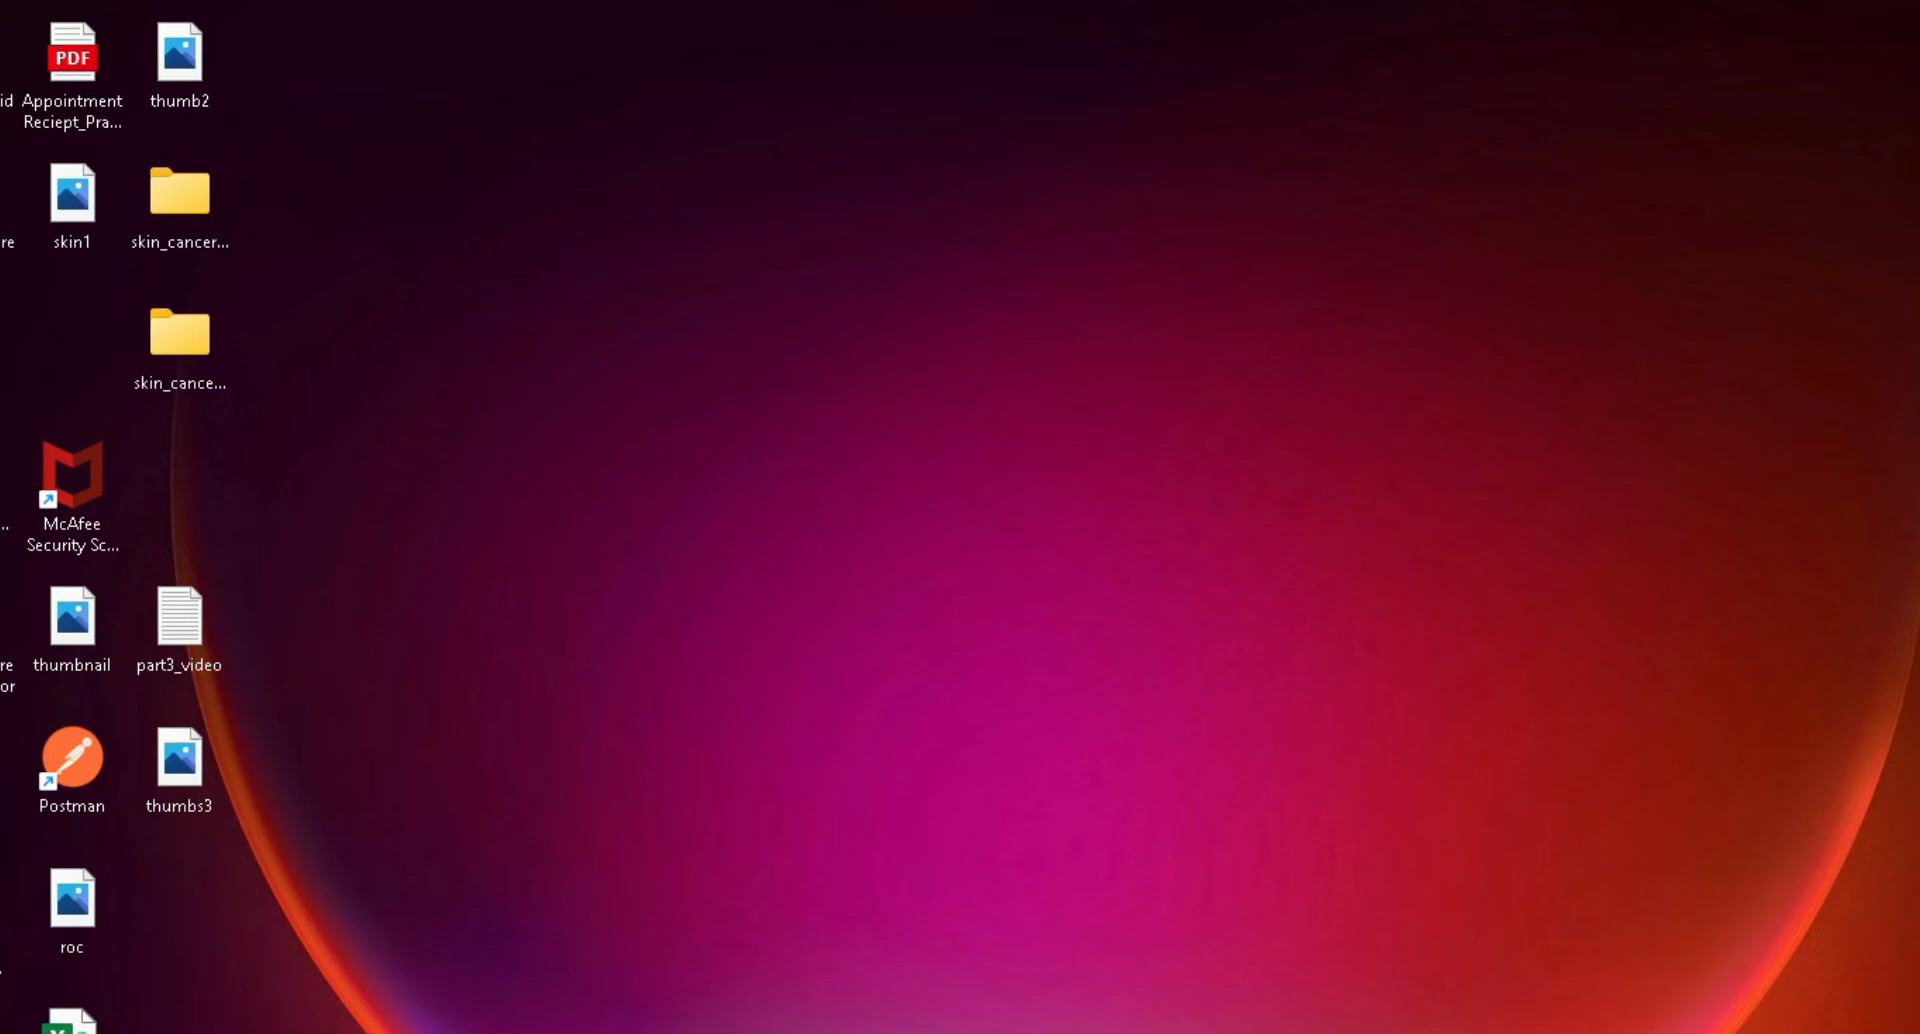 id
Appointment
Reciept_Pra...
PDF
thumb2
re
skin1
skin_cancer...
skin_cance...
...
McAfee
Security Sc...
re
or
thumbnail
part3_video
Postman
thumbs3
roc